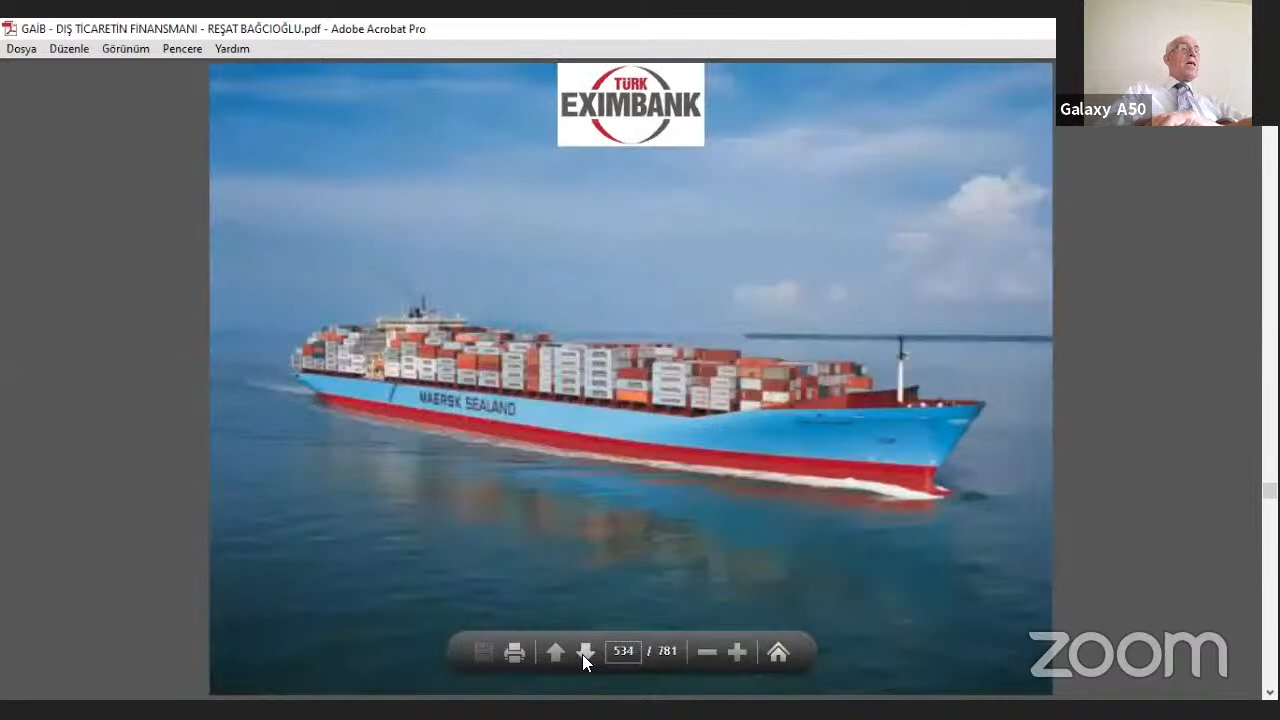 GAİB - DIŞ TİCARETİN FİNANSMANI - REŞAT BAĞCIOĞLU.pdf - Adobe Acrobat Pro
Dosya Düzenle Görünüm Pencere Yardım
TÜRK
EXIMBANK
Galaxy A50
MAERSK SEALAND
534 / 781
zoom